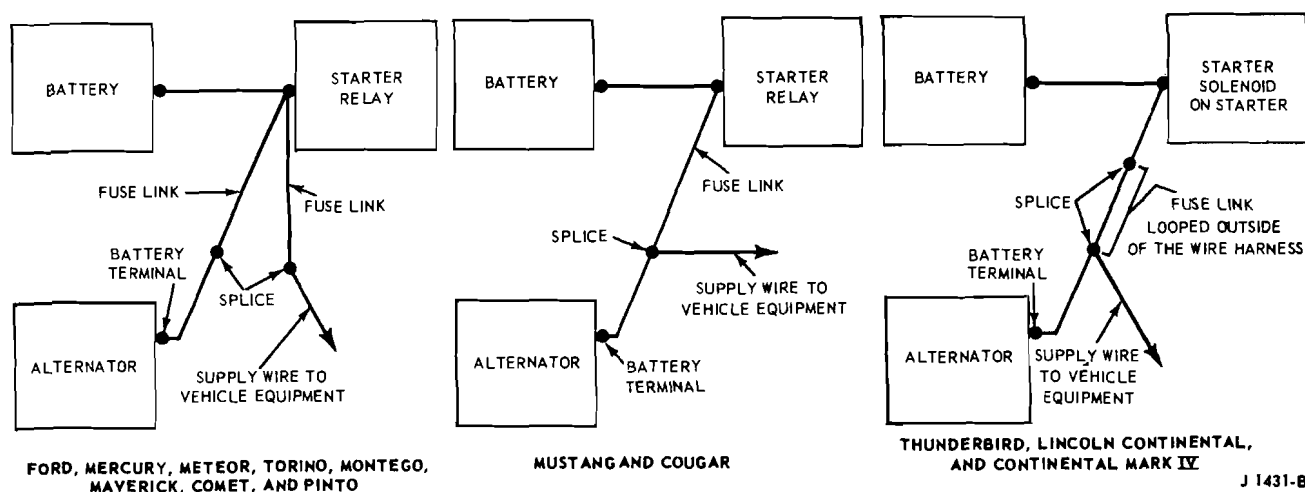 BATTERY
STARTER
RELAY
FUSE LINK
FUSE LINK
BATTERY
TERMINAL
SPLICE
ALTERNATOR
SUPPLY WIRE TO
VEHICLE EQUIPMENT
FORD, MERCURY, METEOR, TORINO, MONTEGO,
MAVERICK, COMET, AND PINTO
BATTERY
STARTER
RELAY
FUSE LINK
SPLICE
SUPPLY WIRE TO
VEHICLE EQUIPMENT
ALTERNATOR
BATTERY
TERMINAL
MUSTANG AND COUGAR
BATTERY
STARTER
SOLENOID
ON STARTER
SPLICE
FUSE LINK
LOOPED OUTSIDE
OF THE WIRE HARNESS
BATTERY
TERMINAL
ALTERNATOR
SUPPLY WIRE
TO VEHICLE
EQUIPMENT
THUNDERBIRD, LINCOLN CONTINENTAL,
AND CONTINENTAL MARK IV
J 1431-B